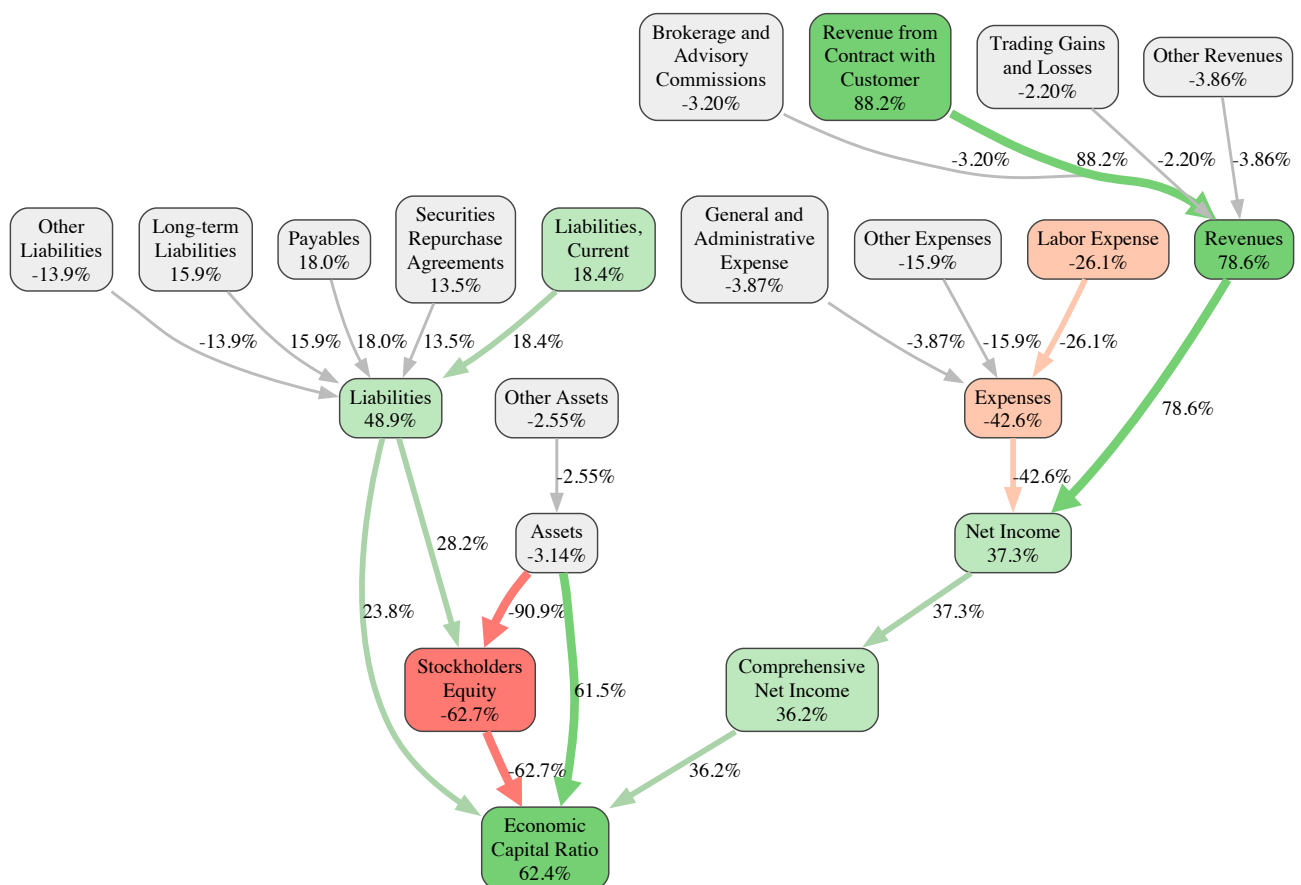 Brokerage and
Advisory
Commissions
-3.20%
Revenue from
Contract with
Customer
88.2%
Trading Gains
and Losses
-2.20%
Other Revenues
-3.86%
-3.20%
88.2%
-2.20%
-3.86%
Other
Liabilities
-13.9%
Long-term
Liabilities
15.9%
Payables
18.0%
Securities
Repurchase
Agreements
13.5%
Liabilities,
Current
18.4%
General and
Administrative
Expense
-3.87%
Other Expenses
-15.9%
Labor Expense
-26.1%
Revenues
78.6%
-13.9%
15.9%
18.0%
13.5%
18.4%
-3.87%
-15.9%
-26.1%
78.6%
Liabilities
48.9%
Other Assets
-2.55%
Expenses
-42.6%
-2.55%
-42.6%
28.2%
Assets
-3.14%
Net Income
37.3%
23.8%
-90.9%
61.5%
37.3%
Stockholders
Equity
-62.7%
Comprehensive
Net Income
36.2%
-62.7%
36.2%
Economic
Capital Ratio
62.4%